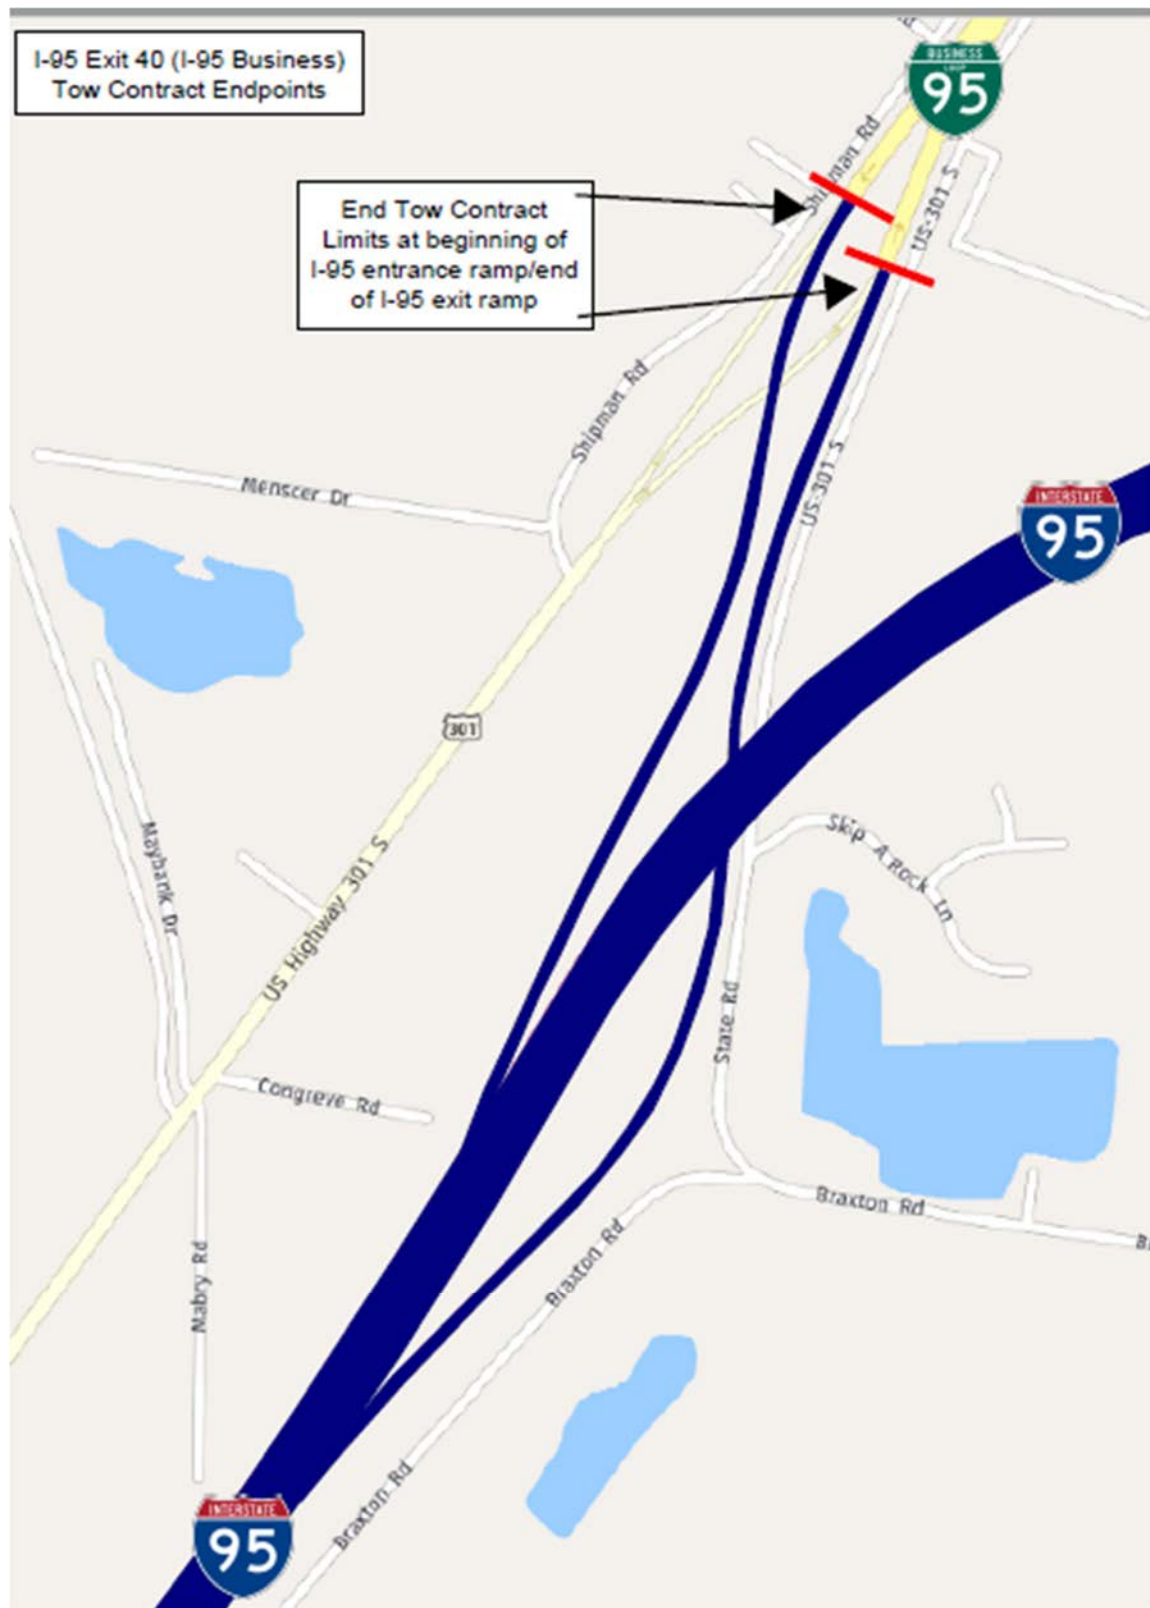 I-95 Exit 40 (I-95 Business)
Tow Contract Endpoints
BUSINESS
LOOP
95
Shipman Rd
End Tow Contract
Limits at beginning of
I-95 entrance ramp/end
of I-95 exit ramp
US-301 S
Shipman Rd
US-301 S
Menscer Dr
INTERSTATE
95
301
Maybank Dr
US Highway 301 S
Skip A Rock Ln
State Rd
Congreve Rd
Braxton Rd
Braxton Rd
Mabry Rd
Braxton Rd
INTERSTATE
95